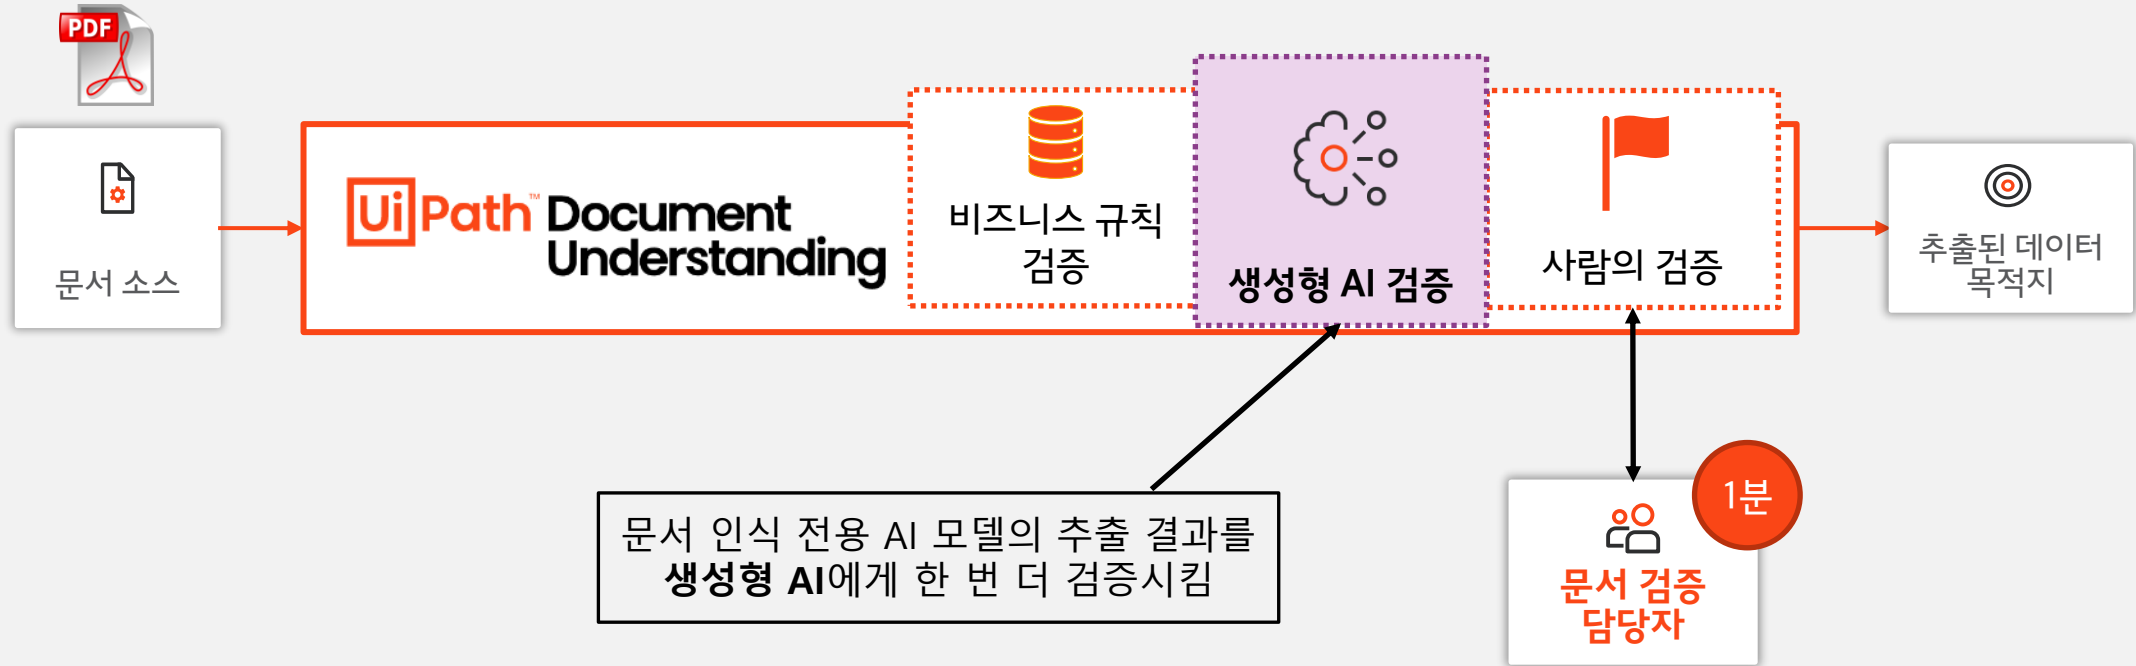 PDF
문서 소스
UiPath™ Document
Understanding
비즈니스 규칙
검증
생성형 AI 검증
사람의 검증
추출된 데이터
목적지
문서 인식 전용 AI 모델의 추출 결과를
생성형 AI에게 한 번 더 검증시킴
1분
문서 검증
담당자